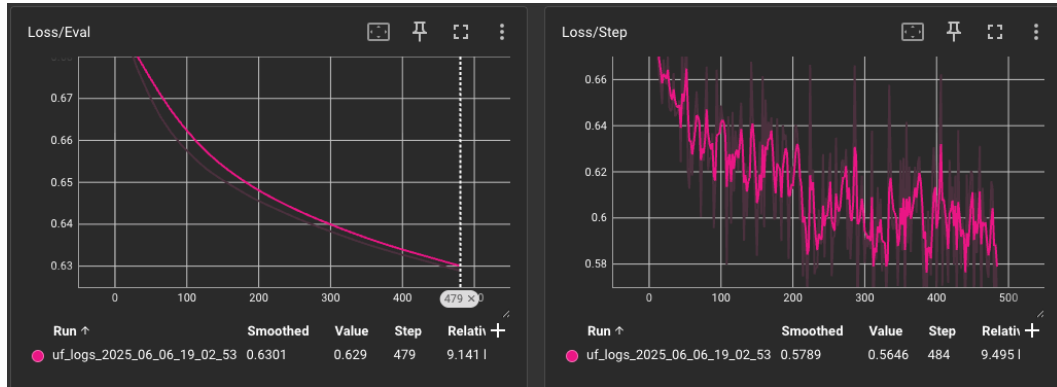 Loss/Eval
0.67
0.66
0.65
0.64
0.63
0 100 200 300 400 0
479 ×
Run ↑ Smoothed Value Step Relativ +
uf_logs_2025_06_06_19_02_53 0.6301 0.629 479 9.141 l
Loss/Step
0.66
0.64
0.62
0.6
0.58
0 100 200 300 400 500
Run ↑ Smoothed Value Step Relativ +
uf_logs_2025_06_06_19_02_53 0.5789 0.5646 484 9.495 l